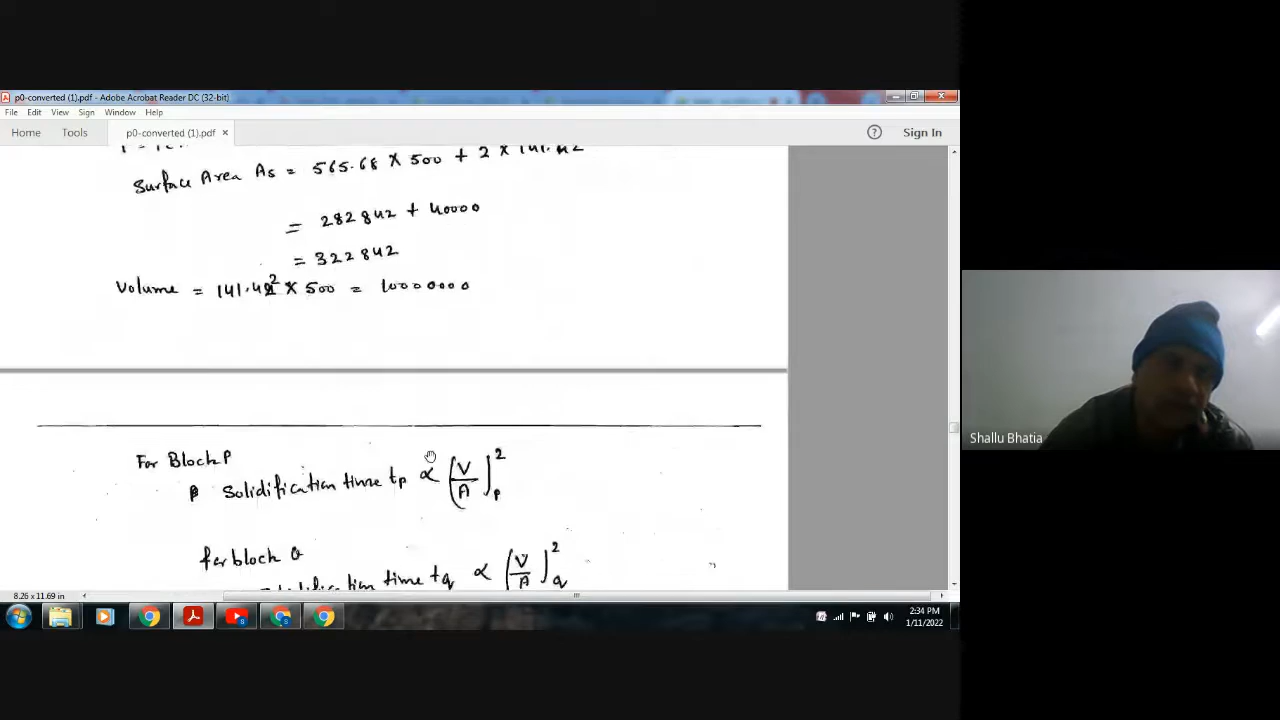 p0-converted (1).pdf - Adobe Acrobat Reader DC (32-bit)
File Edit View Sign Window Help
Home Tools p0-converted (1).pdf × ? Sign In
Surface Area As = 565.68 × 500 + 2 × 141.42
= 282842 + 40000
= 322842
Volume = 141.42² × 500 = 10000000
For Block P
Solidification time tp ∝ (V/A)²p
for block Q
time tq ∝ (V/A)²q
Shallu Bhatia
8.26 x 11.69 in
2:34 PM
1/11/2022